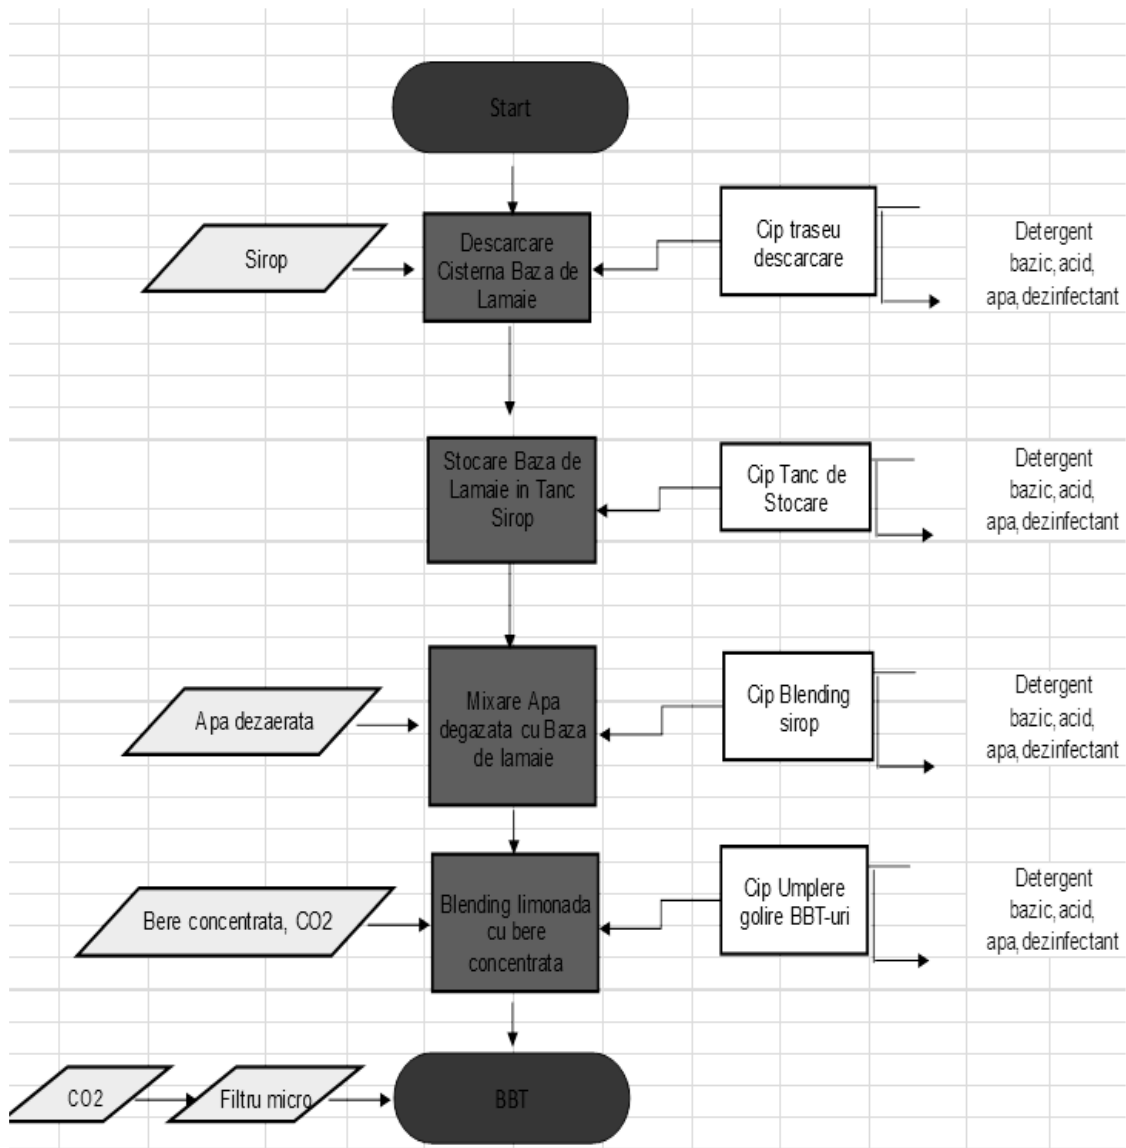 Start
Sirop
Descarcare
Cisterna Baza de
Lamaie
Cip traseu
descarcare
Detergent
bazic, acid,
apa, dezinfectant
Stocare Baza de
Lamaie in Tanc
Sirop
Cip Tanc de
Stocare
Detergent
bazic, acid,
apa, dezinfectant
Apa dezaerata
Mixare Apa
degazata cu Baza
de lamaie
Cip Blending
sirop
Detergent
bazic, acid,
apa, dezinfectant
Bere concentrata, CO2
Blending limonada
cu bere
concentrata
Cip Umplere
golire BBT-uri
Detergent
bazic, acid,
apa, dezinfectant
CO2
Filtru micro
BBT